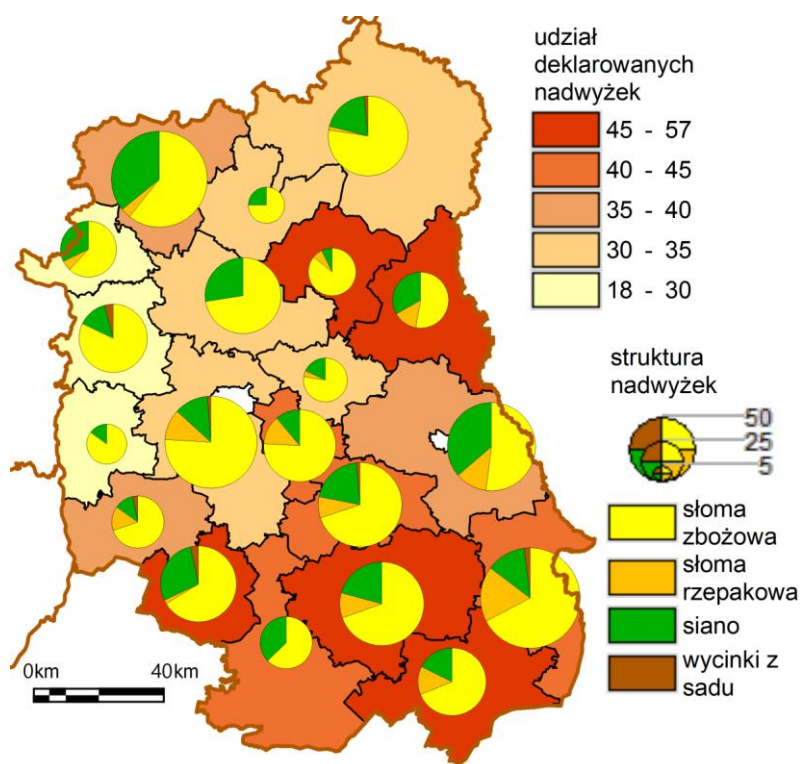 udział
deklarowanych
nadwyżek
45 - 57
40 - 45
35 - 40
30 - 35
18 - 30
struktura
nadwyżek
50
25
5
słoma
zbożowa
słoma
rzepakowa
siano
wycinki z
sadu
0km 40km